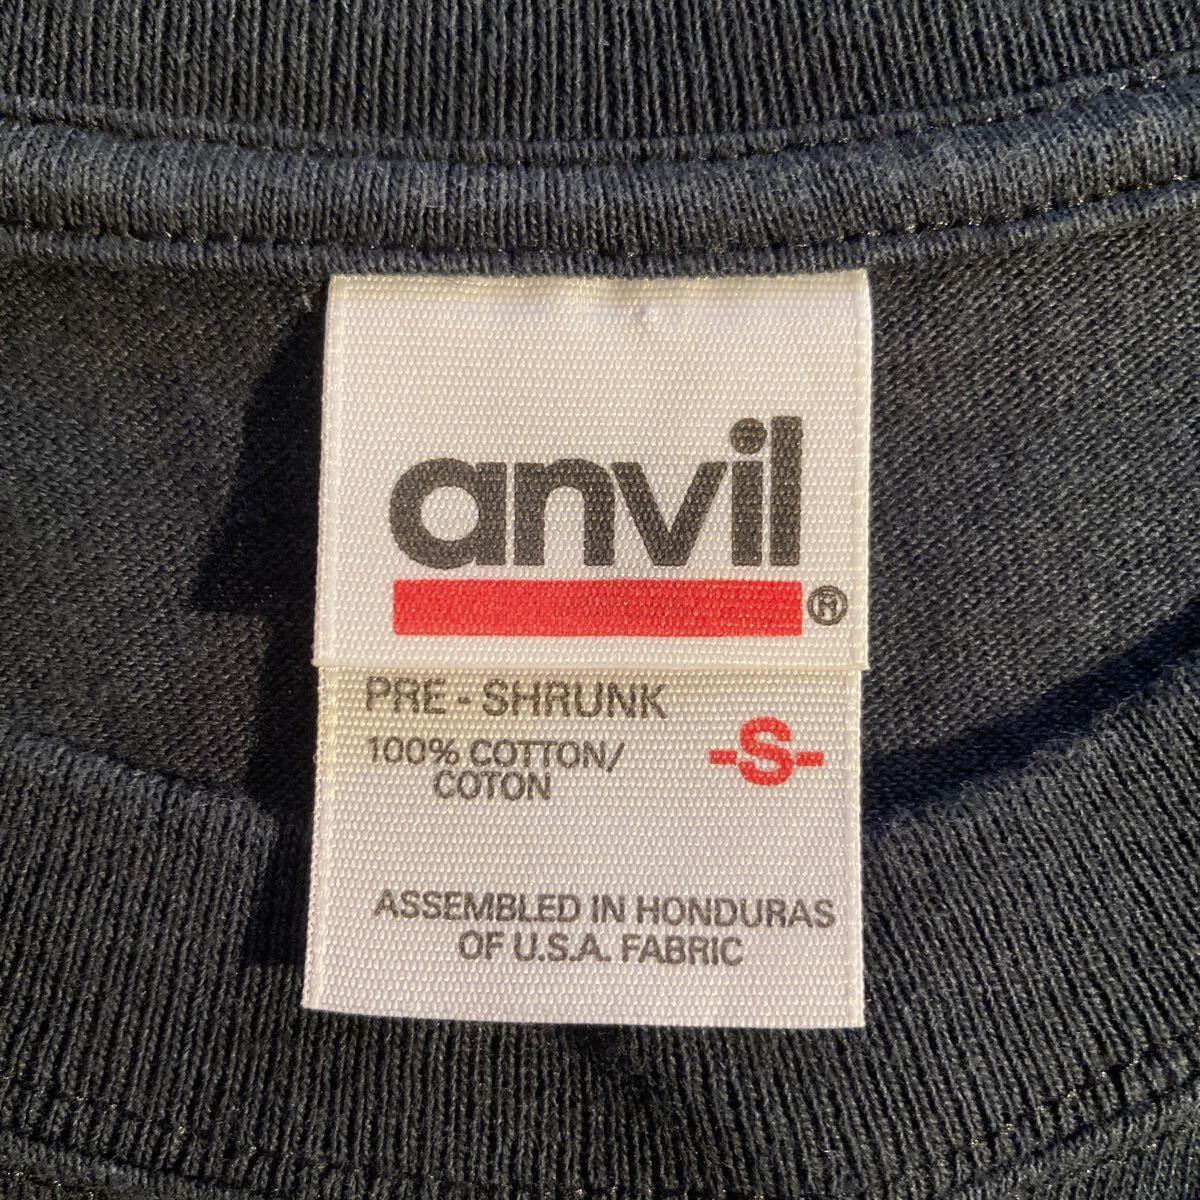 anvil®
PRE - SHRUNK
100% COTTON/
COTON
-S-
ASSEMBLED IN HONDURAS
OF U.S.A. FABRIC